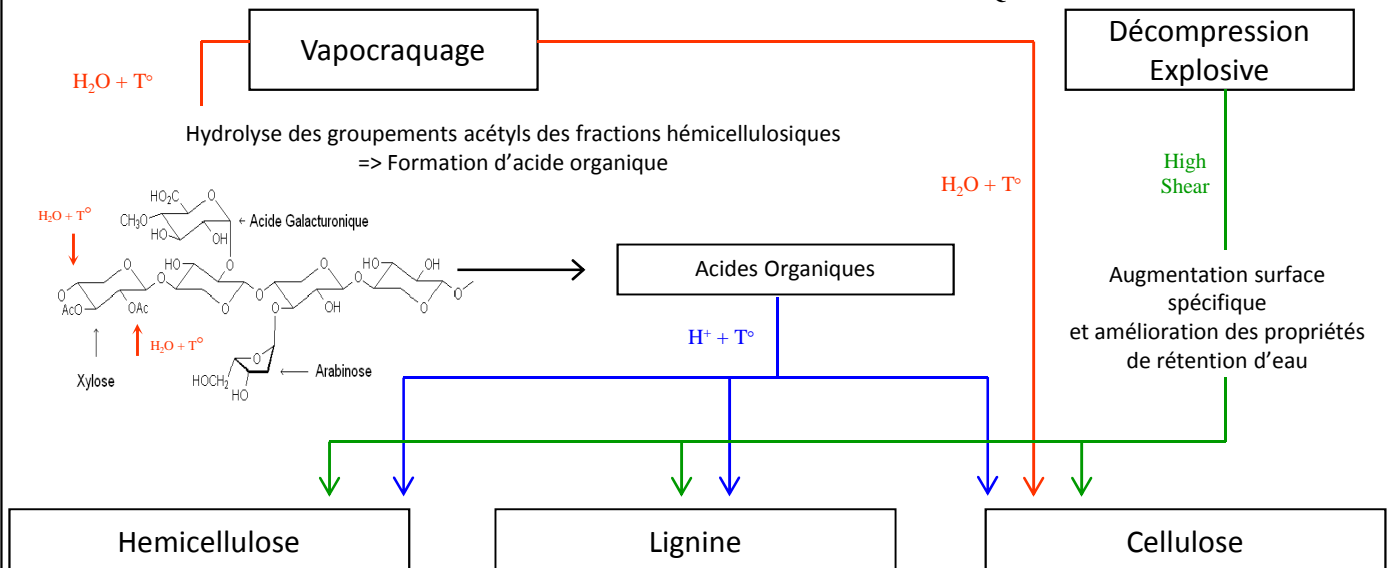 Vapocraquage
Décompression
Explosive
H₂O + T°
Hydrolyse des groupements acétyls des fractions hémicellulosiques
=> Formation d'acide organique
High
Shear
H₂O + T°
HO₂C
O
H₂O + T°
CH₃O
HO
OH
← Acide Galacturonique
O
O
HO
O
O
O
HO
OH
O
O
O
O
O
O
AcO
OAc
O
O
OH
O
Acides Organiques
Augmentation surface
spécifique
et amélioration des propriétés
de rétention d'eau
H₂O + T°
H⁺ + T°
Xylose
O
HOCH₂
HO
Arabinose
Hemicellulose
Lignine
Cellulose